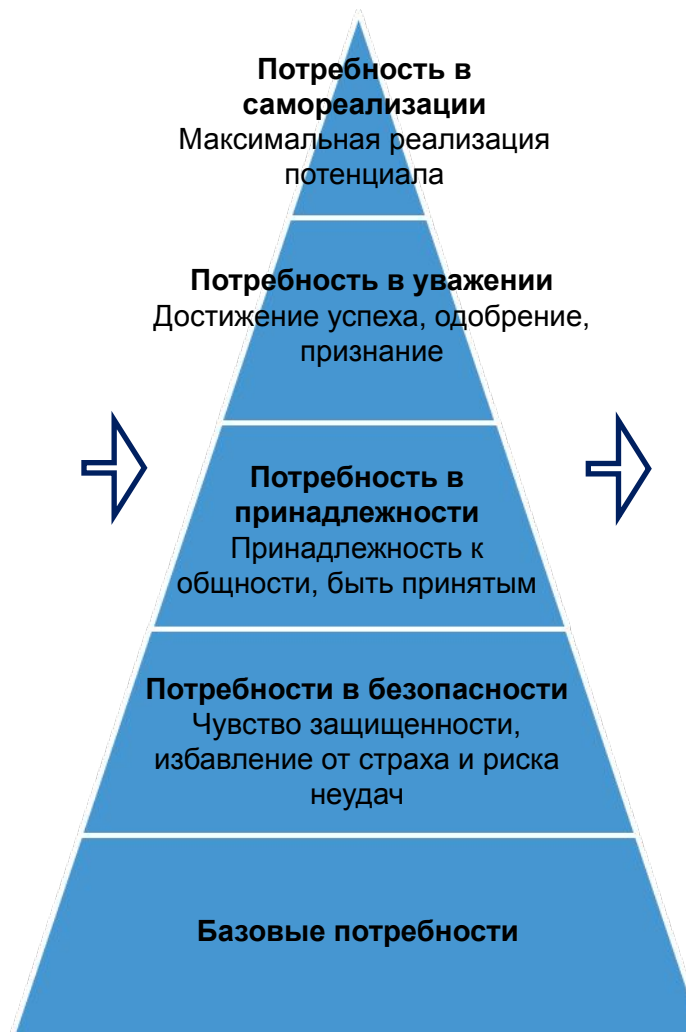 Потребность в
самореализации
Максимальная реализация
потенциала
Потребность в уважении
Достижение успеха, одобрение,
признание
Потребность в
принадлежности
Принадлежность к
общности, быть принятым
Потребности в безопасности
Чувство защищенности,
избавление от страха и риска
неудач
Базовые потребности